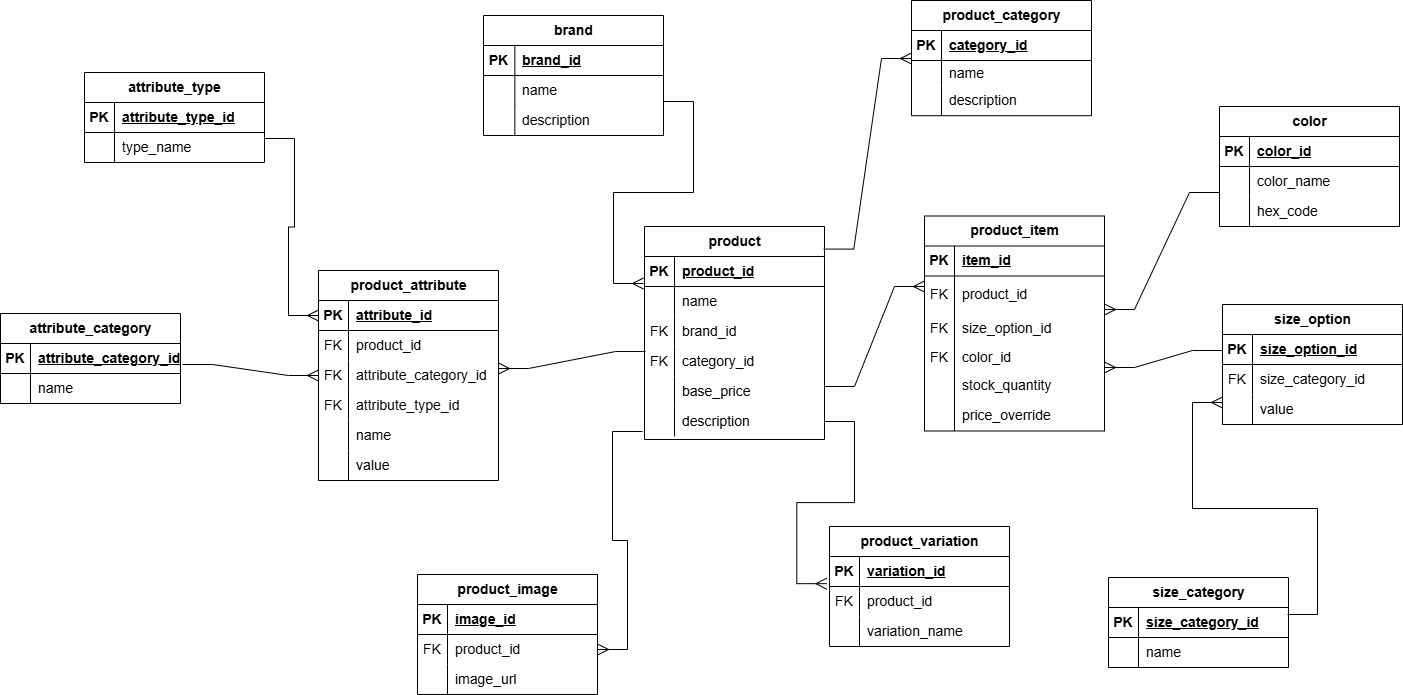 product_category
PK category_id
name
description
brand
PK brand_id
name
description
attribute_type
PK attribute_type_id
type_name
color
PK color_id
color_name
hex_code
product
PK product_id
name
FK brand_id
FK category_id
base_price
description
product_item
PK item_id
FK product_id
FK size_option_id
FK color_id
stock_quantity
price_override
product_attribute
PK attribute_id
FK product_id
FK attribute_category_id
FK attribute_type_id
name
value
attribute_category
PK attribute_category_id
name
size_option
PK size_option_id
FK size_category_id
value
product_variation
PK variation_id
FK product_id
variation_name
product_image
PK image_id
FK product_id
image_url
size_category
PK size_category_id
name